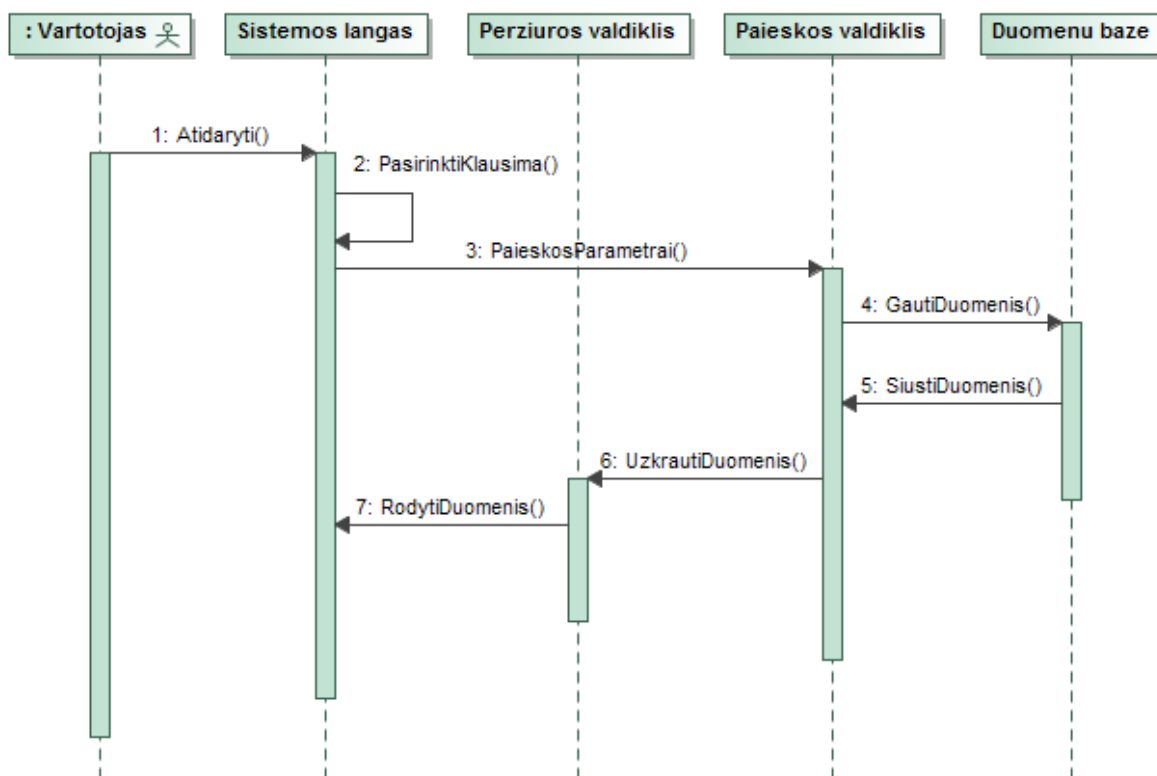 : Vartotojas
Sistemos langas
Perziuros valdiklis
Paieskos valdiklis
Duomenu baze
1: Atidaryti()
2: PasirinktiKlausima()
3: PaieskosParametrai()
4: GautiDuomenis()
5: SiustiDuomenis()
6: UzkrautiDuomenis()
7: RodytiDuomenis()